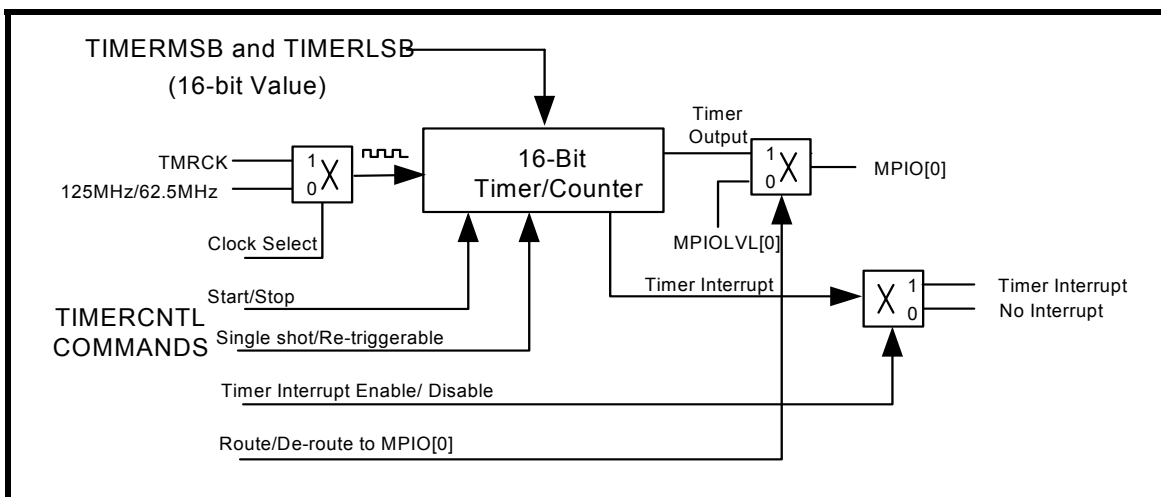 TIMERMSB and TIMERLSB
(16-bit Value)
TMRCK
125MHz/62.5MHz
1
0
X
Clock Select
16-Bit
Timer/Counter
Timer
Output
1
0
X
MPIO[0]
MPIOLVL[0]
Timer Interrupt
X
1
0
Timer Interrupt
No Interrupt
TIMERCNTL
COMMANDS
Start/Stop
Single shot/Re-triggerable
Timer Interrupt Enable/ Disable
Route/De-route to MPIO[0]